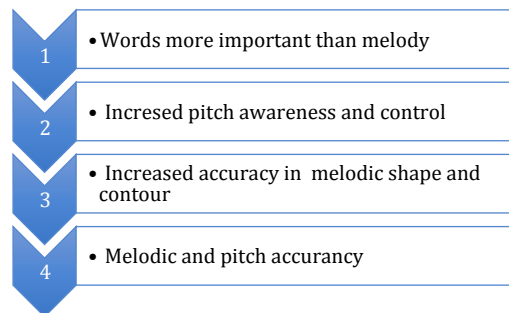 1
•Words more important than melody
2
• Incresed pitch awareness and control
3
• Increased accuracy in melodic shape and
contour
4
• Melodic and pitch accurancy